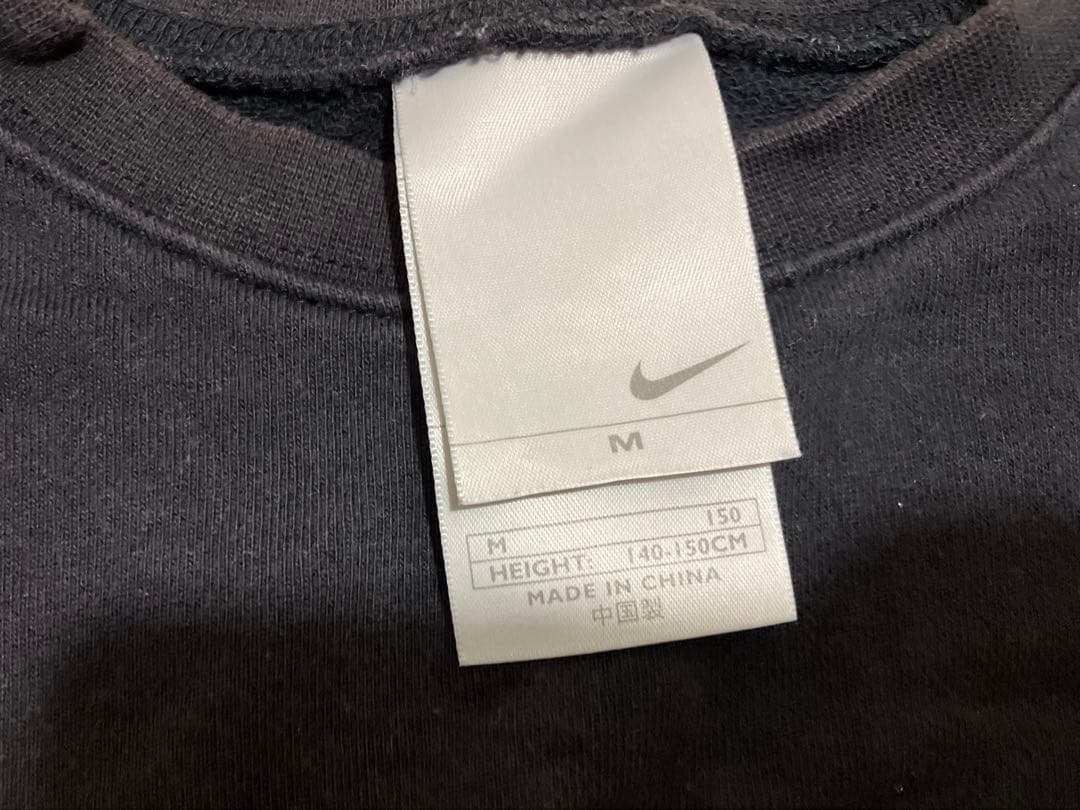 M
M 150
HEIGHT: 140-150CM
MADE IN CHINA
中国製